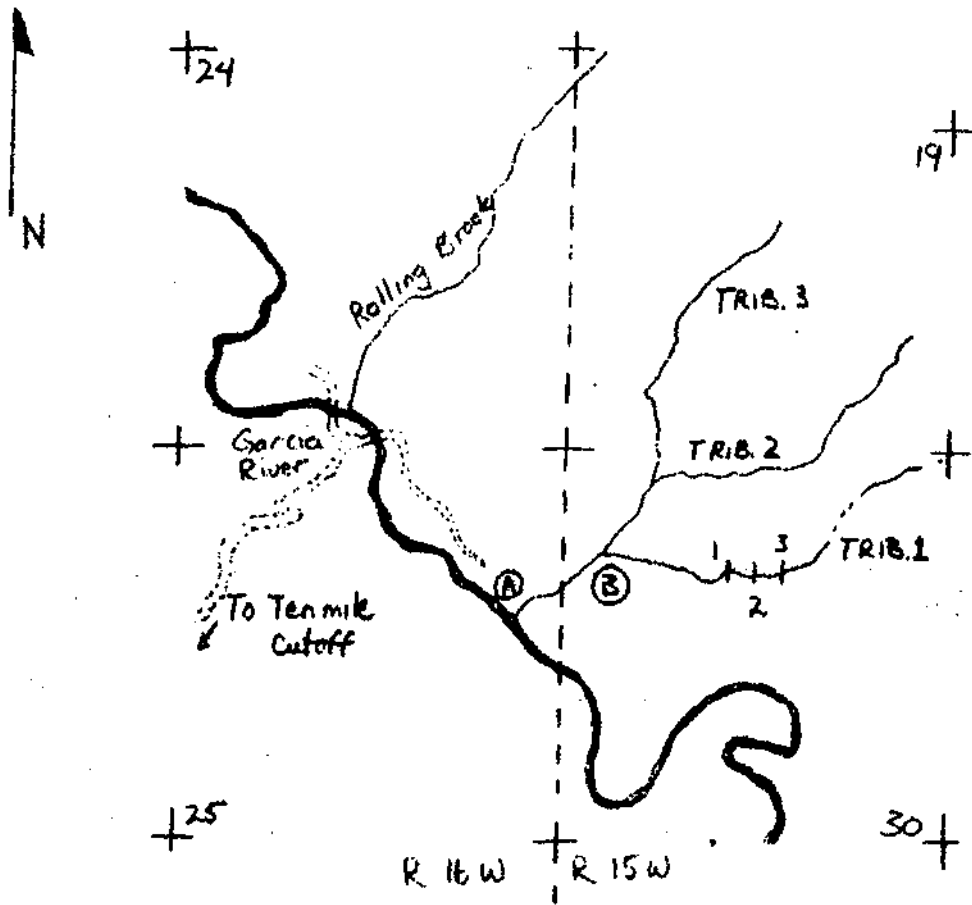 24
19
N
Rolling Brook
TRIB. 3
Garcia
River
TRIB. 2
1
3
TRIB. 1
2
A
B
To Tenmile
Cutoff
25
30
R 16 W
R 15 W